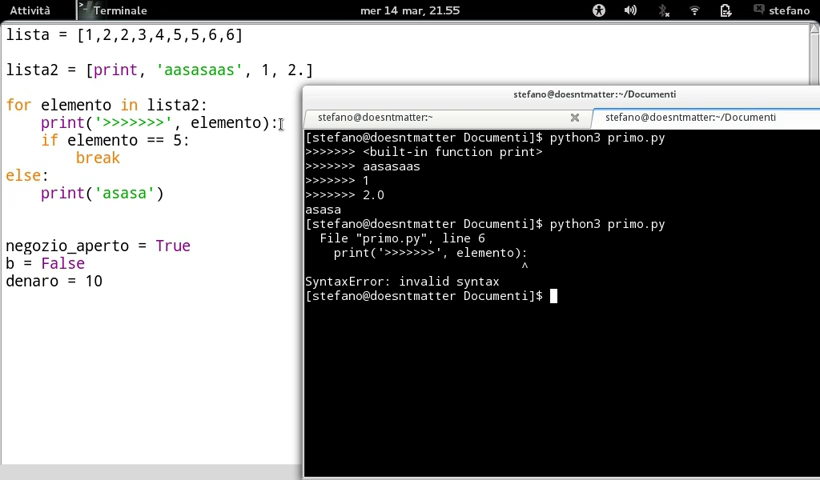 Attività
Terminale
mer 14 mar, 21.55
stefano
lista = [1,2,2,3,4,5,5,6,6]
lista2 = [print, 'aasasaas', 1, 2.]
for elemento in lista2:
print('>>>>>>>', elemento):
if elemento == 5:
break
else:
print('asasa')
negozio_aperto = True
b = False
denaro = 10
stefano@doesntmatter:~/Documenti
stefano@doesntmatter:~
stefano@doesntmatter:~/Documenti
[stefano@doesntmatter Documenti]$ python3 primo.py
>>>>>>> <built-in function print>
>>>>>>> aasasaas
>>>>>>> 1
>>>>>>> 2.0
asasa
[stefano@doesntmatter Documenti]$ python3 primo.py
File "primo.py", line 6
print('>>>>>>>', elemento):
^
SyntaxError: invalid syntax
[stefano@doesntmatter Documenti]$